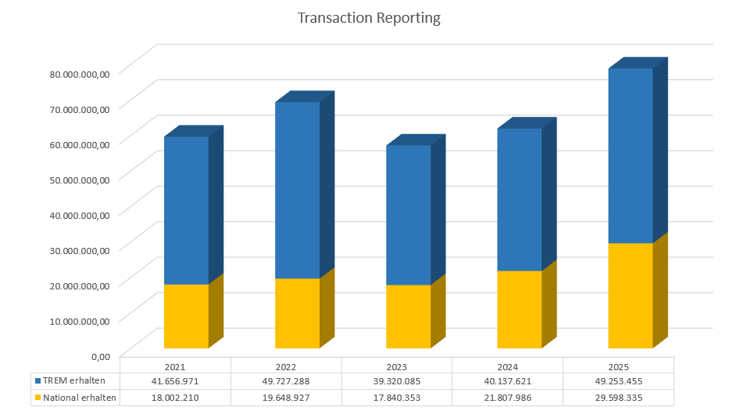 Transaction Reporting
80.000.000,00
70.000.000,00
60.000.000,00
50.000.000,00
40.000.000,00
30.000.000,00
20.000.000,00
10.000.000,00
0,00
2021 2022 2023 2024 2025
TREM erhalten 41.656.971 49.727.288 39.320.085 40.137.621 49.253.455
National erhalten 18.002.210 19.648.927 17.840.353 21.807.986 29.598.335